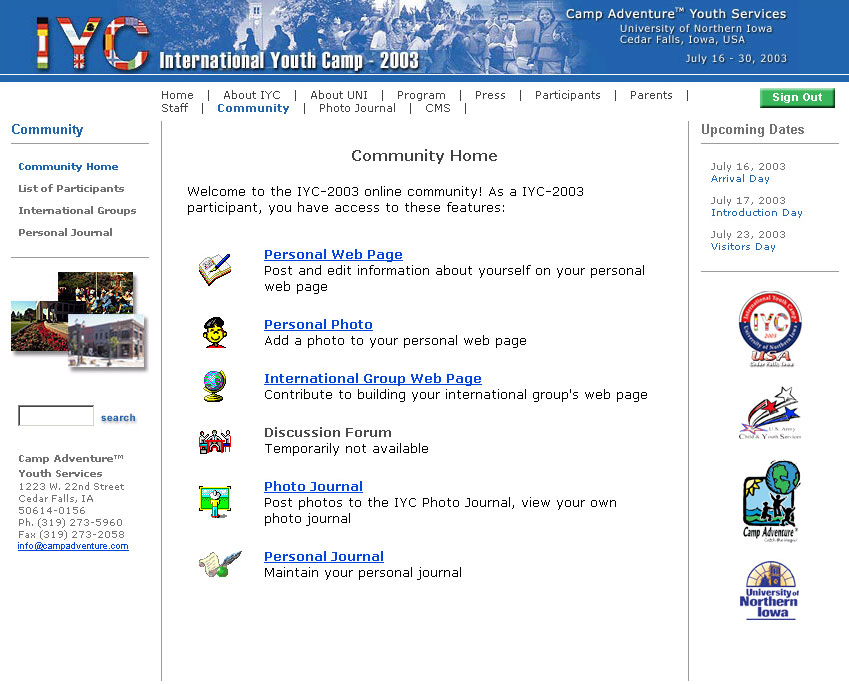 IYC
International Youth Camp - 2003
Camp Adventure™ Youth Services
University of Northern Iowa
Cedar Falls, Iowa, USA
July 16 - 30, 2003
Home | About IYC | About UNI | Program | Press | Participants | Parents |
Staff | Community | Photo Journal | CMS |
Sign Out
Community
Community Home
List of Participants
International Groups
Personal Journal
search
Camp Adventure™
Youth Services
1223 W. 22nd Street
Cedar Falls, IA
50614-0156
Ph. (319) 273-5960
Fax (319) 273-2058
info@campadventure.com
Community Home
Welcome to the IYC-2003 online community! As a IYC-2003
participant, you have access to these features:
Personal Web Page
Post and edit information about yourself on your personal
web page
Personal Photo
Add a photo to your personal web page
International Group Web Page
Contribute to building your international group's web page
Discussion Forum
Temporarily not available
Photo Journal
Post photos to the IYC Photo Journal, view your own
photo journal
Personal Journal
Maintain your personal journal
Upcoming Dates
July 16, 2003
Arrival Day
July 17, 2003
Introduction Day
July 23, 2003
Visitors Day
International Youth Camp
IYC
2003
University of Northern Iowa
USA
Cedar Falls, Iowa
U.S. Army
Child & Youth Services
Camp Adventure™
Catch the Magic!
University of
Northern
Iowa